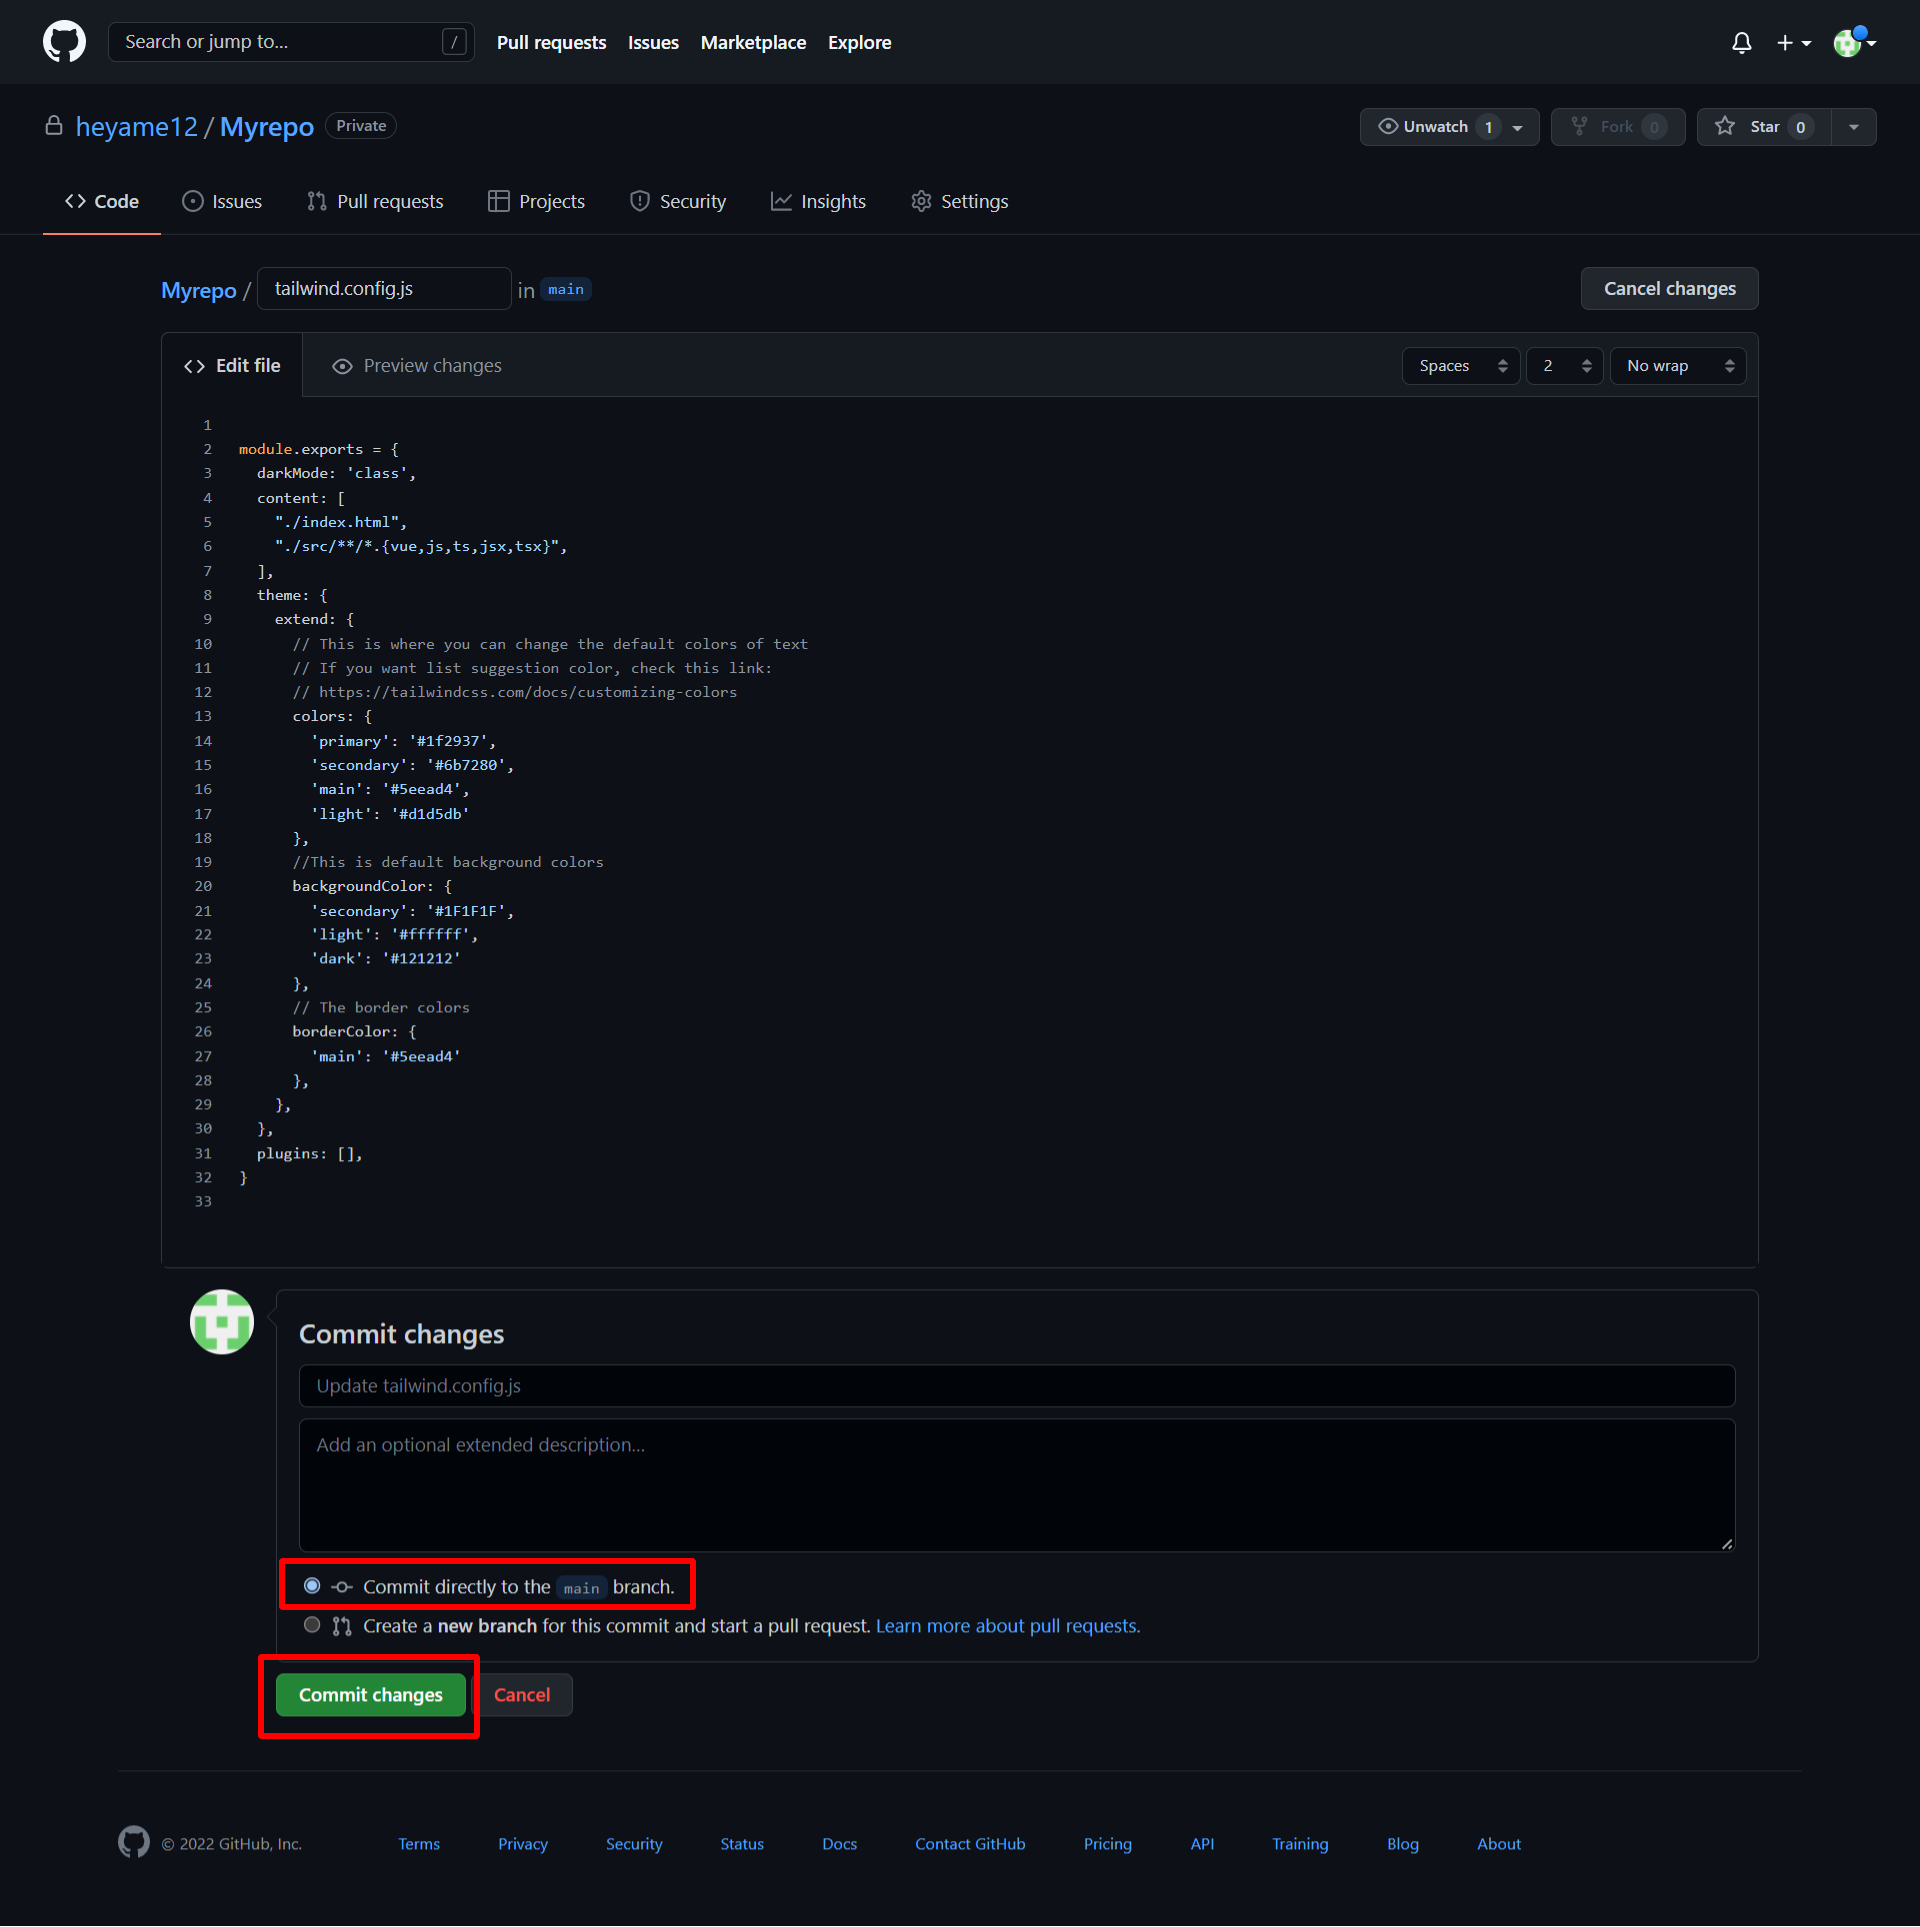 Search or jump to... /
Pull requests Issues Marketplace Explore
heyame12 / Myrepo Private
Unwatch 1 Fork 0 Star 0
Code Issues Pull requests Projects Security Insights Settings
Myrepo / tailwind.config.js in main Cancel changes
Edit file Preview changes Spaces 2 No wrap
1
2 module.exports = {
3   darkMode: 'class',
4   content: [
5     "./index.html",
6     "./src/**/*.{vue,js,ts,jsx,tsx}",
7   ],
8   theme: {
9     extend: {
10       // This is where you can change the default colors of text
11       // If you want list suggestion color, check this link:
12       // https://tailwindcss.com/docs/customizing-colors
13       colors: {
14         'primary': '#1f2937',
15         'secondary': '#6b7280',
16         'main': '#5eead4',
17         'light': '#d1d5db'
18       },
19       //This is default background colors
20       backgroundColor: {
21         'secondary': '#1F1F1F',
22         'light': '#ffffff',
23         'dark': '#121212'
24       },
25       // The border colors
26       borderColor: {
27         'main': '#5eead4'
28       },
29     },
30   },
31   plugins: [],
32 }
33
Commit changes
Update tailwind.config.js
Add an optional extended description...
Commit directly to the main branch.
Create a new branch for this commit and start a pull request. Learn more about pull requests.
Commit changes Cancel
© 2022 GitHub, Inc. Terms Privacy Security Status Docs Contact GitHub Pricing API Training Blog About